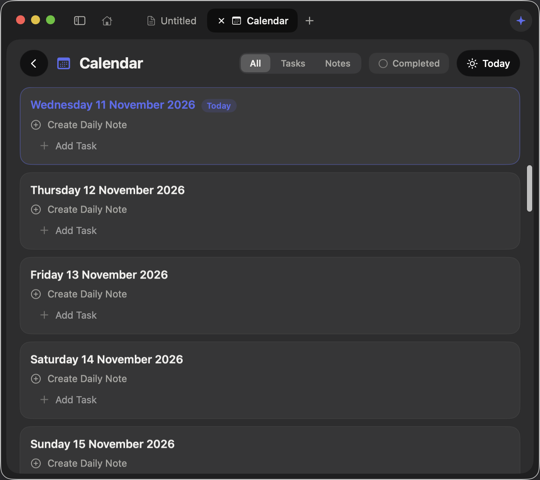 Untitled
Calendar
Calendar
All
Tasks
Notes
Completed
Today
Wednesday 11 November 2026 Today
Create Daily Note
Add Task
Thursday 12 November 2026
Create Daily Note
Add Task
Friday 13 November 2026
Create Daily Note
Add Task
Saturday 14 November 2026
Create Daily Note
Add Task
Sunday 15 November 2026
Create Daily Note